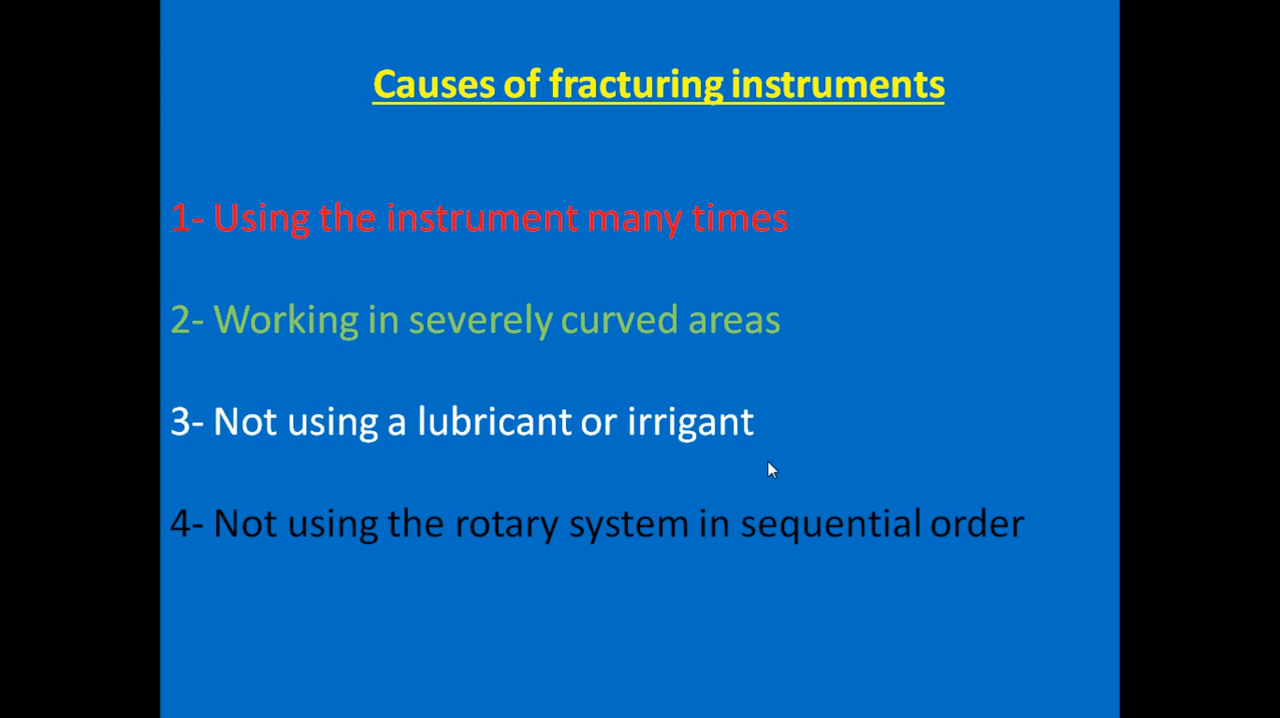 Causes of fracturing instruments
1- Using the instrument many times
2- Working in severely curved areas
3- Not using a lubricant or irrigant
4- Not using the rotary system in sequential order